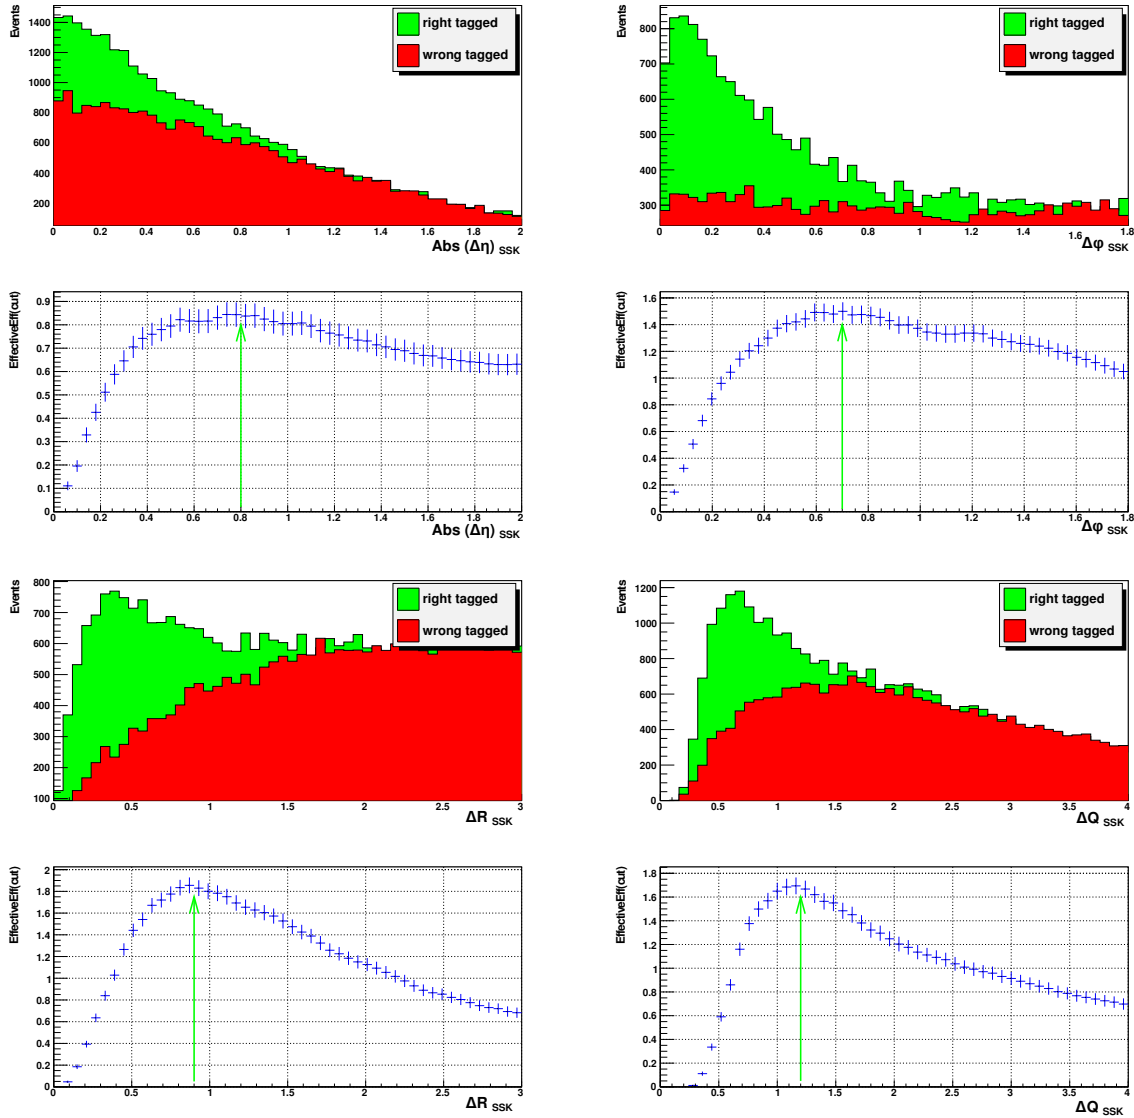 Events
1400
1200
1000
800
600
400
200
right tagged
wrong tagged
0 0.2 0.4 0.6 0.8 1 1.2 1.4 1.6 1.8 2
Abs (Δη) SSK
Events
800
700
600
500
400
300
right tagged
wrong tagged
0 0.2 0.4 0.6 0.8 1 1.2 1.4 1.6 1.8
Δφ SSK
EffectiveEff(cut)
0.9
0.8
0.7
0.6
0.5
0.4
0.3
0.2
0.1
0
0 0.2 0.4 0.6 0.8 1 1.2 1.4 1.6 1.8 2
Abs (Δη) SSK
EffectiveEff(cut)
1.6
1.4
1.2
1
0.8
0.6
0.4
0.2
0
0 0.2 0.4 0.6 0.8 1 1.2 1.4 1.6 1.8
Δφ SSK
Events
800
700
600
500
400
300
200
100
right tagged
wrong tagged
0.5 1 1.5 2 2.5 3
ΔR SSK
Events
1200
1000
800
600
400
200
0
right tagged
wrong tagged
0.5 1 1.5 2 2.5 3 3.5 4
ΔQ SSK
EffectiveEff(cut)
2
1.8
1.6
1.4
1.2
1
0.8
0.6
0.4
0.2
0
0 0.5 1 1.5 2 2.5 3
ΔR SSK
EffectiveEff(cut)
1.8
1.6
1.4
1.2
1
0.8
0.6
0.4
0.2
0
0 0.5 1 1.5 2 2.5 3 3.5 4
ΔQ SSK